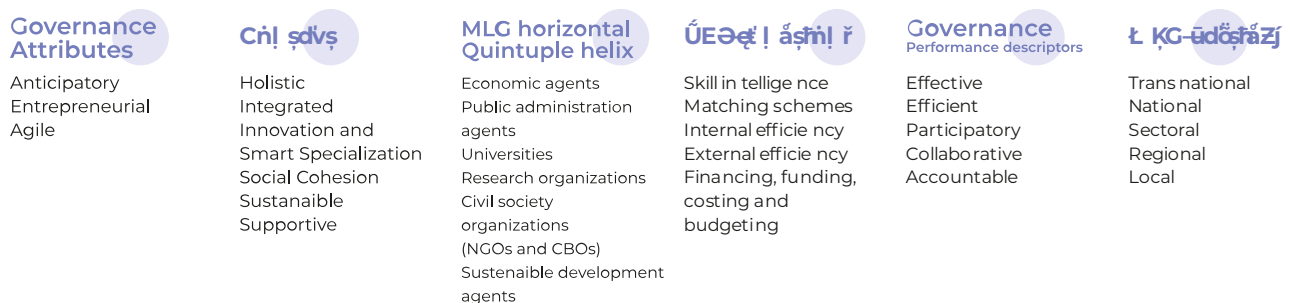 Governance
Attributes
Anticipatory
Entrepreneurial
Agile
Holistic
Integrated
Innovation and
Smart Specialization
Social Cohesion
Sustanaible
Supportive
MLG horizontal
Quintuple helix
Economic agents
Public administration
agents
Universities
Research organizations
Civil society
organizations
(NGOs and CBOs)
Sustenaible development
agents
Skill in tellige nce
Matching schemes
Internal efficie ncy
External efficie ncy
Financing, funding,
costing and
budgeting
Governance
Performance descriptors
Effective
Efficient
Participatory
Collaborative
Accountable
Trans national
National
Sectoral
Regional
Local